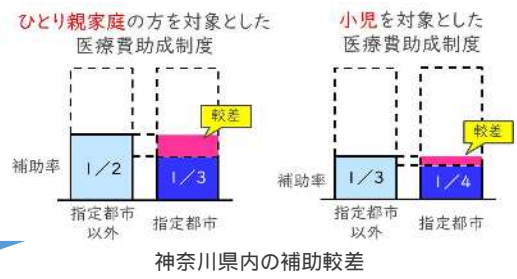 ひとり親家庭の方を対象とした
医療費助成制度
較差
補助率
1/2
1/3
指定都市
以外
指定都市
小児を対象とした
医療費助成制度
較差
補助率
1/3
1/4
指定都市
以外
指定都市
神奈川県内の補助較差